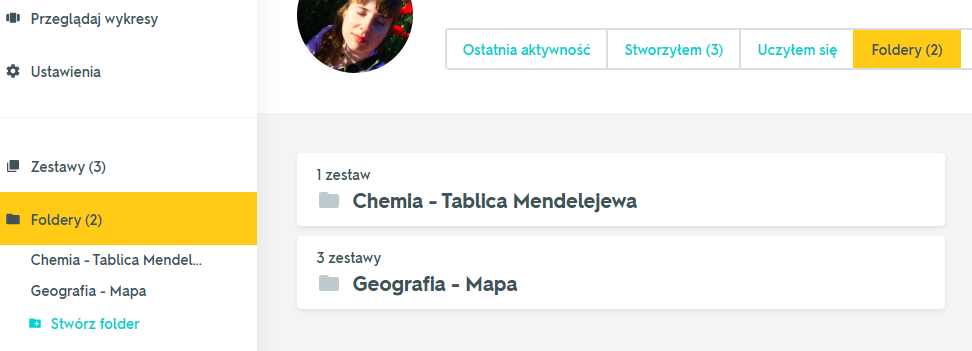 Przeglądaj wykresy
Ustawienia
Zestawy (3)
Foldery (2)
Chemia - Tablica Mendel...
Geografia - Mapa
Stwórz folder
Ostatnia aktywność
Stworzyłem (3)
Uczyłem się
Foldery (2)
1 zestaw
Chemia - Tablica Mendelejewa
3 zestawy
Geografia - Mapa